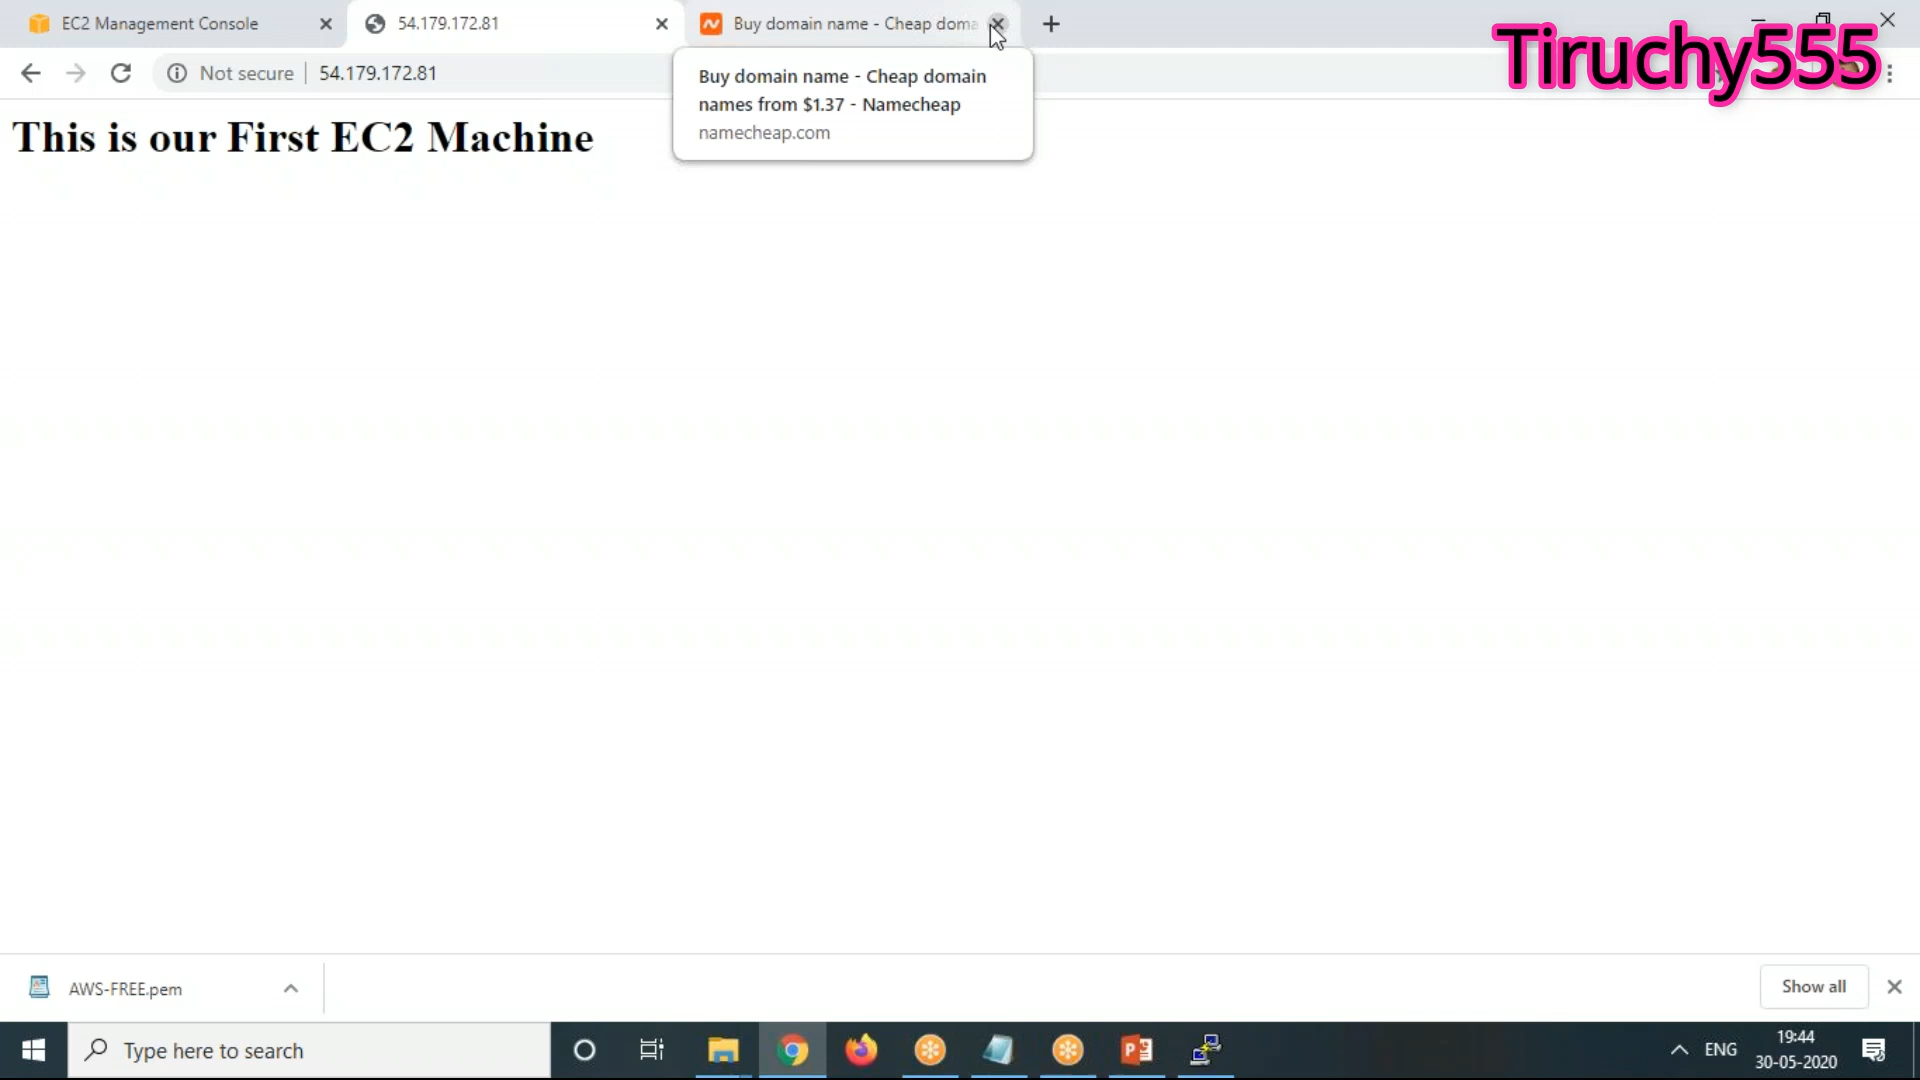 EC2 Management Console
54.179.172.81
Buy domain name - Cheap doma
Tiruchy555
Not secure
54.179.172.81
Buy domain name - Cheap domain
names from $1.37 - Namecheap
namecheap.com
This is our First EC2 Machine
AWS-FREE.pem
Show all
Type here to search
ENG
19:44
30-05-2020